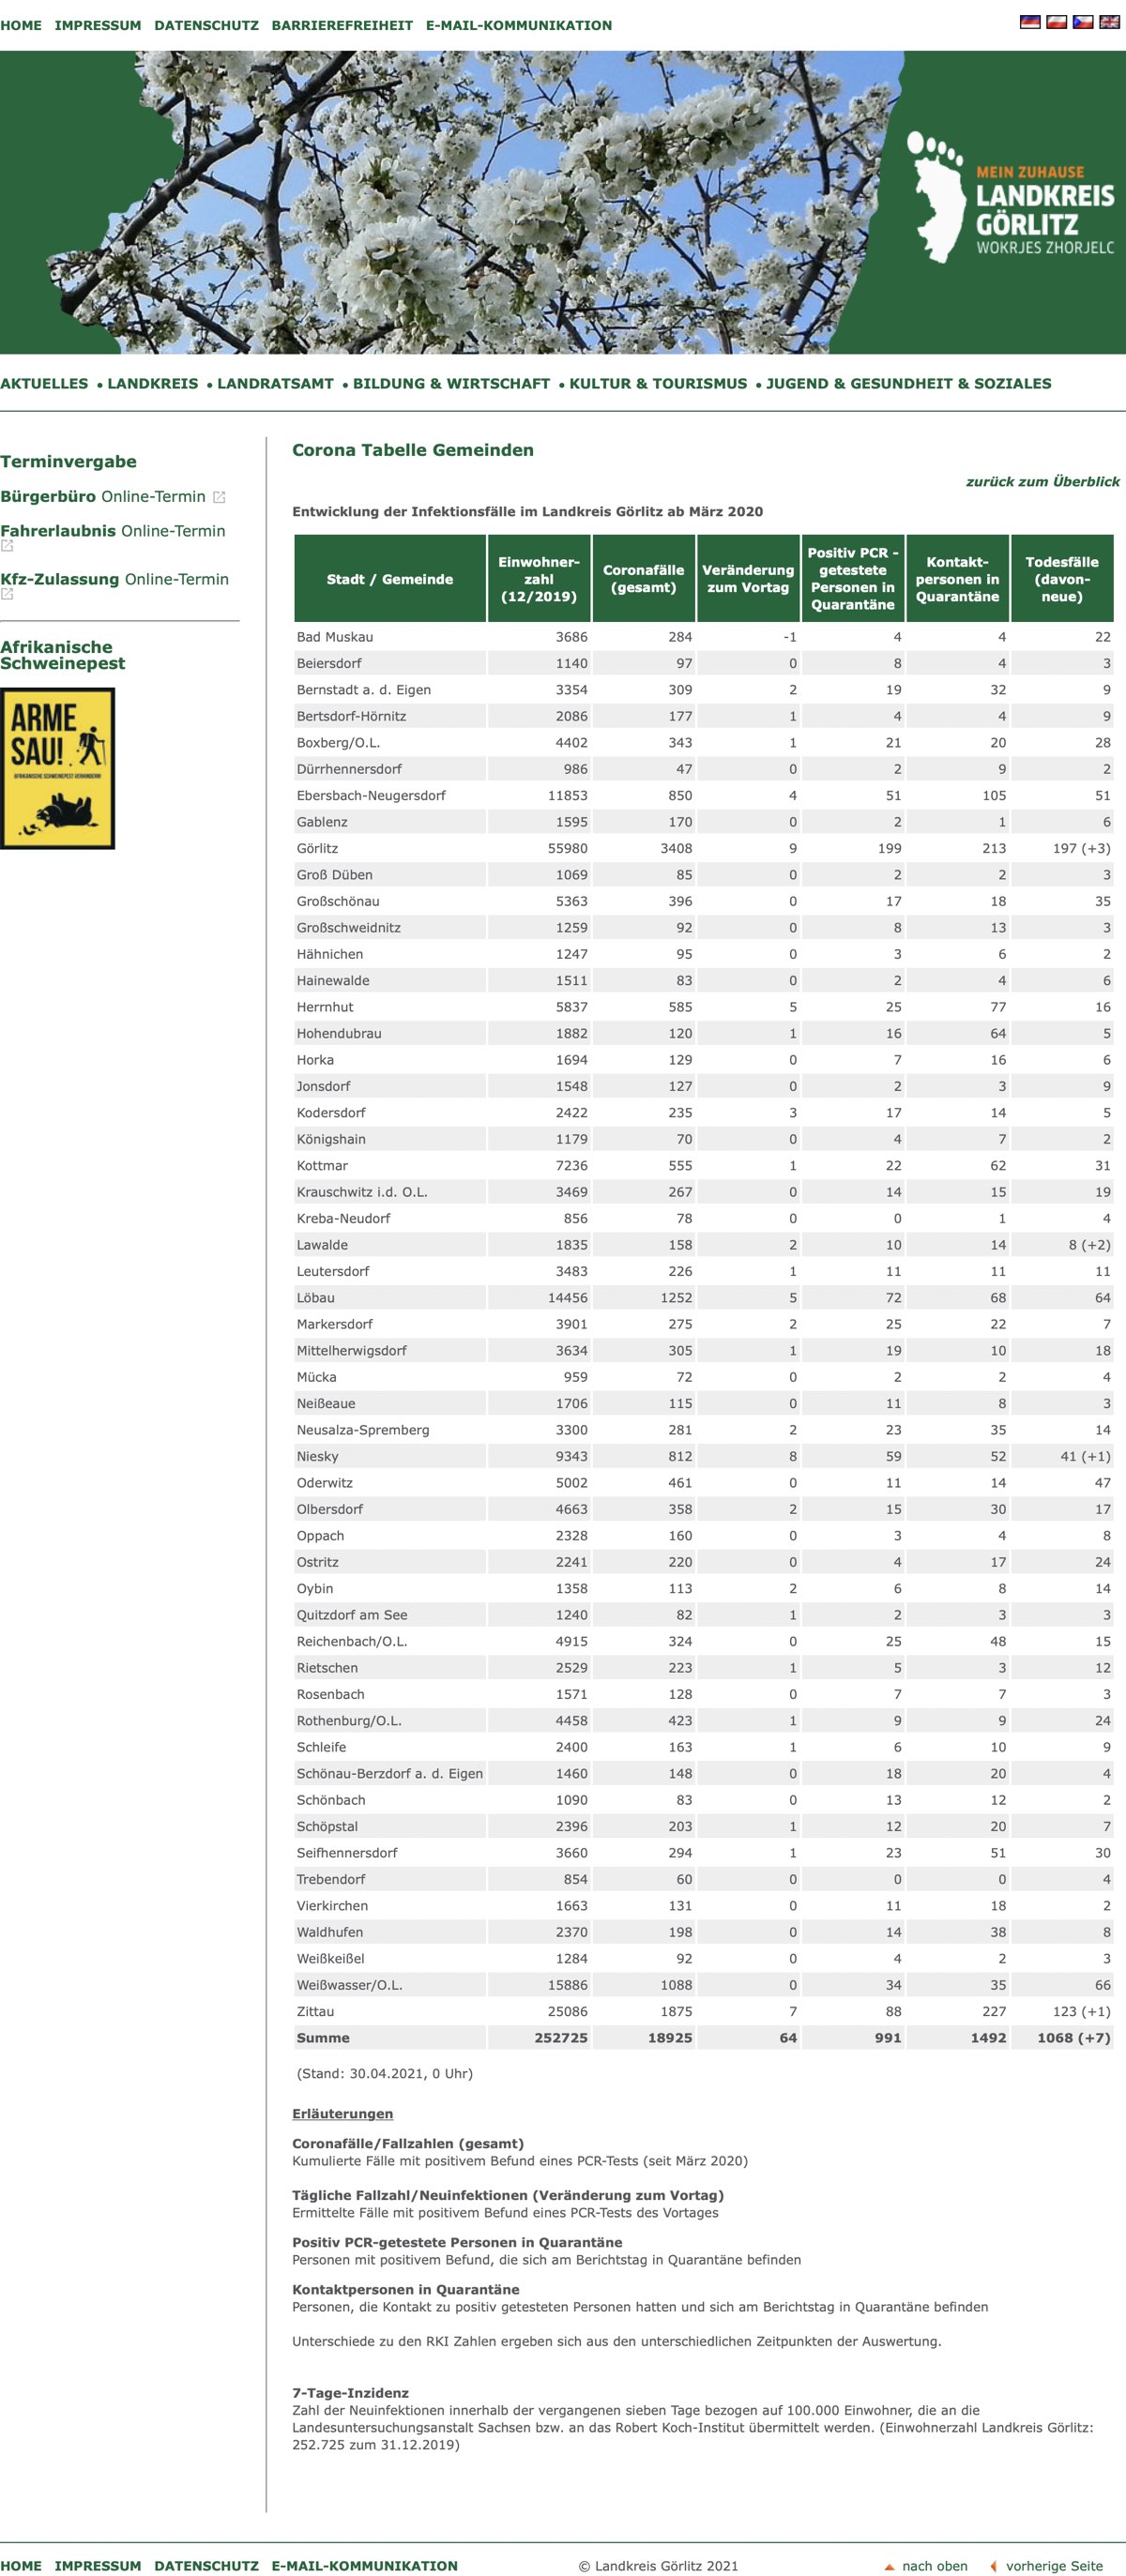 HOME IMPRESSUM DATENSCHUTZ BARRIEREFREIHEIT E-MAIL-KOMMUNIKATION
MEIN ZUHAUSE
LANDKREIS
GÖRLITZ
WOKRJES ZHORJELC
AKTUELLES • LANDKREIS • LANDRATSAMT • BILDUNG & WIRTSCHAFT • KULTUR & TOURISMUS • JUGEND & GESUNDHEIT & SOZIALES
Terminvergabe
Bürgerbüro Online-Termin
Fahrerlaubnis Online-Termin
Kfz-Zulassung Online-Termin
Afrikanische
Schweinepest
ARME
SAU!
AFRIKANISCHE SCHWEINEPEST VERHINDERN!
Corona Tabelle Gemeinden
zurück zum Überblick
Entwicklung der Infektionsfälle im Landkreis Görlitz ab März 2020
Stadt / Gemeinde Einwohner-zahl (12/2019) Coronafälle (gesamt) Veränderung zum Vortag Positiv PCR - getestete Personen in Quarantäne Kontakt-personen in Quarantäne Todesfälle (davon-neue)
Bad Muskau 3686 284 -1 4 4 22
Beiersdorf 1140 97 0 8 4 3
Bernstadt a. d. Eigen 3354 309 2 19 32 9
Bertsdorf-Hörnitz 2086 177 1 4 4 9
Boxberg/O.L. 4402 343 1 21 20 28
Dürrhennersdorf 986 47 0 2 9 2
Ebersbach-Neugersdorf 11853 850 4 51 105 51
Gablenz 1595 170 0 2 1 6
Görlitz 55980 3408 9 199 213 197 (+3)
Groß Düben 1069 85 0 2 2 3
Großschönau 5363 396 0 17 18 35
Großschweidnitz 1259 92 0 8 13 3
Hähnichen 1247 95 0 3 6 2
Hainewalde 1511 83 0 2 4 6
Herrnhut 5837 585 5 25 77 16
Hohendubrau 1882 120 1 16 64 5
Horka 1694 129 0 7 16 6
Jonsdorf 1548 127 0 2 3 9
Kodersdorf 2422 235 3 17 14 5
Königshain 1179 70 0 4 7 2
Kottmar 7236 555 1 22 62 31
Krauschwitz i.d. O.L. 3469 267 0 14 15 19
Kreba-Neudorf 856 78 0 0 1 4
Lawalde 1835 158 2 10 14 8 (+2)
Leutersdorf 3483 226 1 11 11 11
Löbau 14456 1252 5 72 68 64
Markersdorf 3901 275 2 25 22 7
Mittelherwigsdorf 3634 305 1 19 10 18
Mücka 959 72 0 2 2 4
Neißeaue 1706 115 0 11 8 3
Neusalza-Spremberg 3300 281 2 23 35 14
Niesky 9343 812 8 59 52 41 (+1)
Oderwitz 5002 461 0 11 14 47
Olbersdorf 4663 358 2 15 30 17
Oppach 2328 160 0 3 4 8
Ostritz 2241 220 0 4 17 24
Oybin 1358 113 2 6 8 14
Quitzdorf am See 1240 82 1 2 3 3
Reichenbach/O.L. 4915 324 0 25 48 15
Rietschen 2529 223 1 5 3 12
Rosenbach 1571 128 0 7 7 3
Rothenburg/O.L. 4458 423 1 9 9 24
Schleife 2400 163 1 6 10 9
Schönau-Berzdorf a. d. Eigen 1460 148 0 18 20 4
Schönbach 1090 83 0 13 12 2
Schöpstal 2396 203 1 12 20 7
Seifhennersdorf 3660 294 1 23 51 30
Trebendorf 854 60 0 0 0 4
Vierkirchen 1663 131 0 11 18 2
Waldhufen 2370 198 0 14 38 8
Weißkeißel 1284 92 0 4 2 3
Weißwasser/O.L. 15886 1088 0 34 35 66
Zittau 25086 1875 7 88 227 123 (+1)
Summe 252725 18925 64 991 1492 1068 (+7)
(Stand: 30.04.2021, 0 Uhr)
Erläuterungen
Coronafälle/Fallzahlen (gesamt)
Kumulierte Fälle mit positivem Befund eines PCR-Tests (seit März 2020)
Tägliche Fallzahl/Neuinfektionen (Veränderung zum Vortag)
Ermittelte Fälle mit positivem Befund eines PCR-Tests des Vortages
Positiv PCR-getestete Personen in Quarantäne
Personen mit positivem Befund, die sich am Berichtstag in Quarantäne befinden
Kontaktpersonen in Quarantäne
Personen, die Kontakt zu positiv getesteten Personen hatten und sich am Berichtstag in Quarantäne befinden
Unterschiede zu den RKI Zahlen ergeben sich aus den unterschiedlichen Zeitpunkten der Auswertung.
7-Tage-Inzidenz
Zahl der Neuinfektionen innerhalb der vergangenen sieben Tage bezogen auf 100.000 Einwohner, die an die
Landesuntersuchungsanstalt Sachsen bzw. an das Robert Koch-Institut übermittelt werden. (Einwohnerzahl Landkreis Görlitz:
252.725 zum 31.12.2019)
HOME IMPRESSUM DATENSCHUTZ E-MAIL-KOMMUNIKATION © Landkreis Görlitz 2021 nach oben vorherige Seite